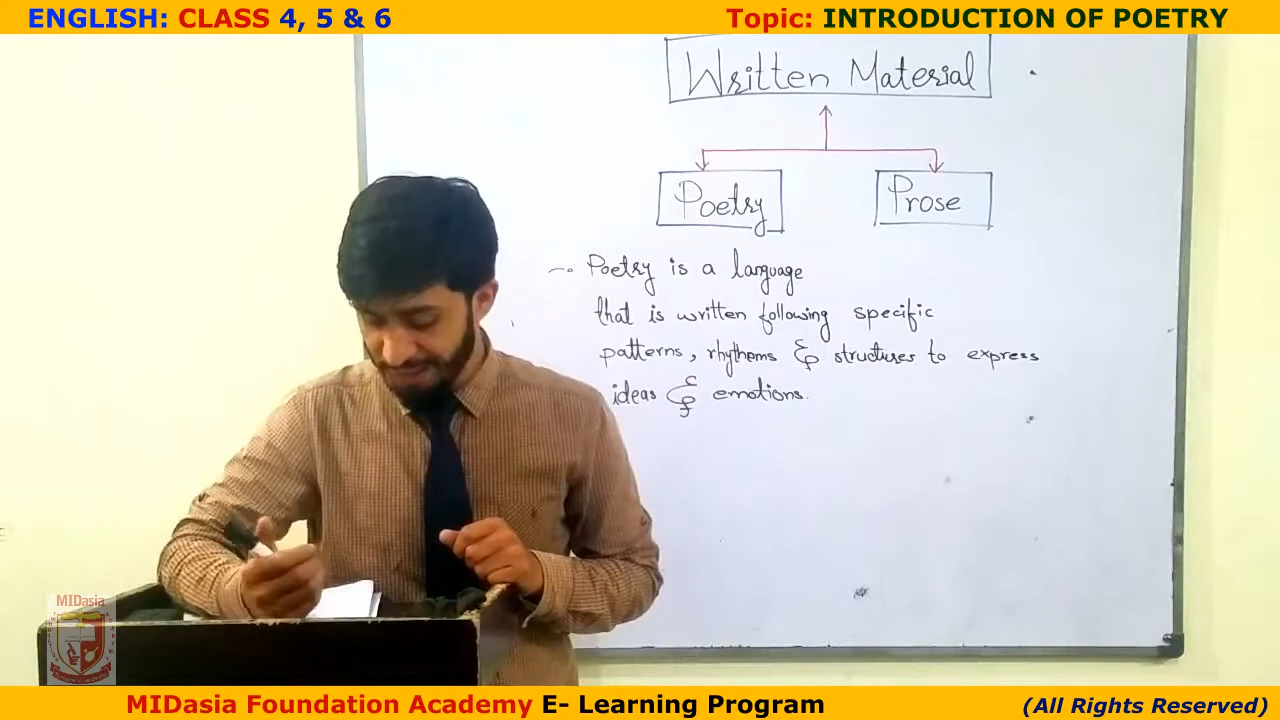 ENGLISH: CLASS 4, 5 & 6
Topic: INTRODUCTION OF POETRY
Written Material
Poetry
Prose
Poetry is a language
that is written following specific
patterns, rhythoms & structures to express
ideas & emotions.
MIDasia
MIDasia Foundation Academy E- Learning Program
(All Rights Reserved)